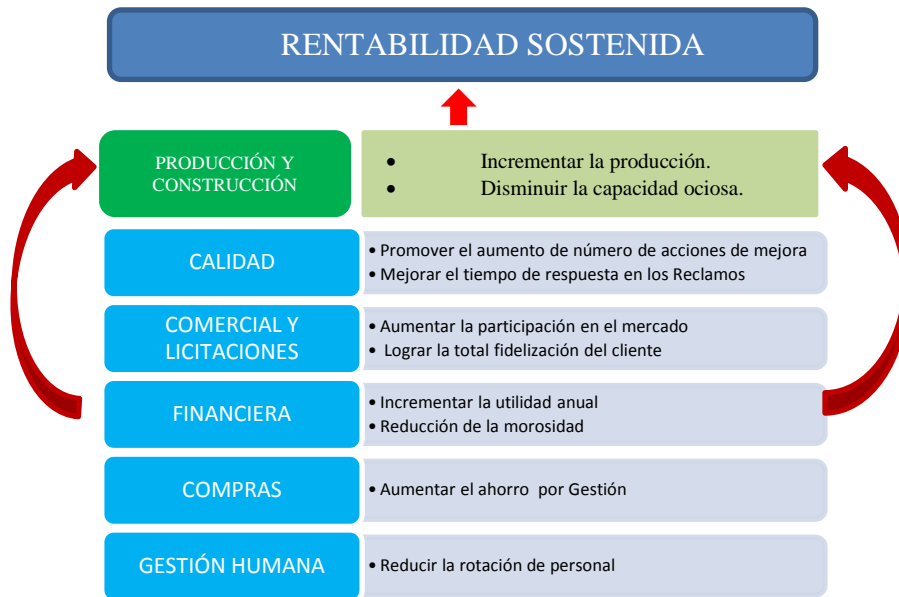 RENTABILIDAD SOSTENIDA
PRODUCCIÓN Y
CONSTRUCCIÓN
• Incrementar la producción.
• Disminuir la capacidad ociosa.
CALIDAD
• Promover el aumento de número de acciones de mejora
• Mejorar el tiempo de respuesta en los Reclamos
COMERCIAL Y
LICITACIONES
• Aumentar la participación en el mercado
• Lograr la total fidelización del cliente
FINANCIERA
• Incrementar la utilidad anual
• Reducción de la morosidad
COMPRAS
• Aumentar el ahorro por Gestión
GESTIÓN HUMANA
• Reducir la rotación de personal